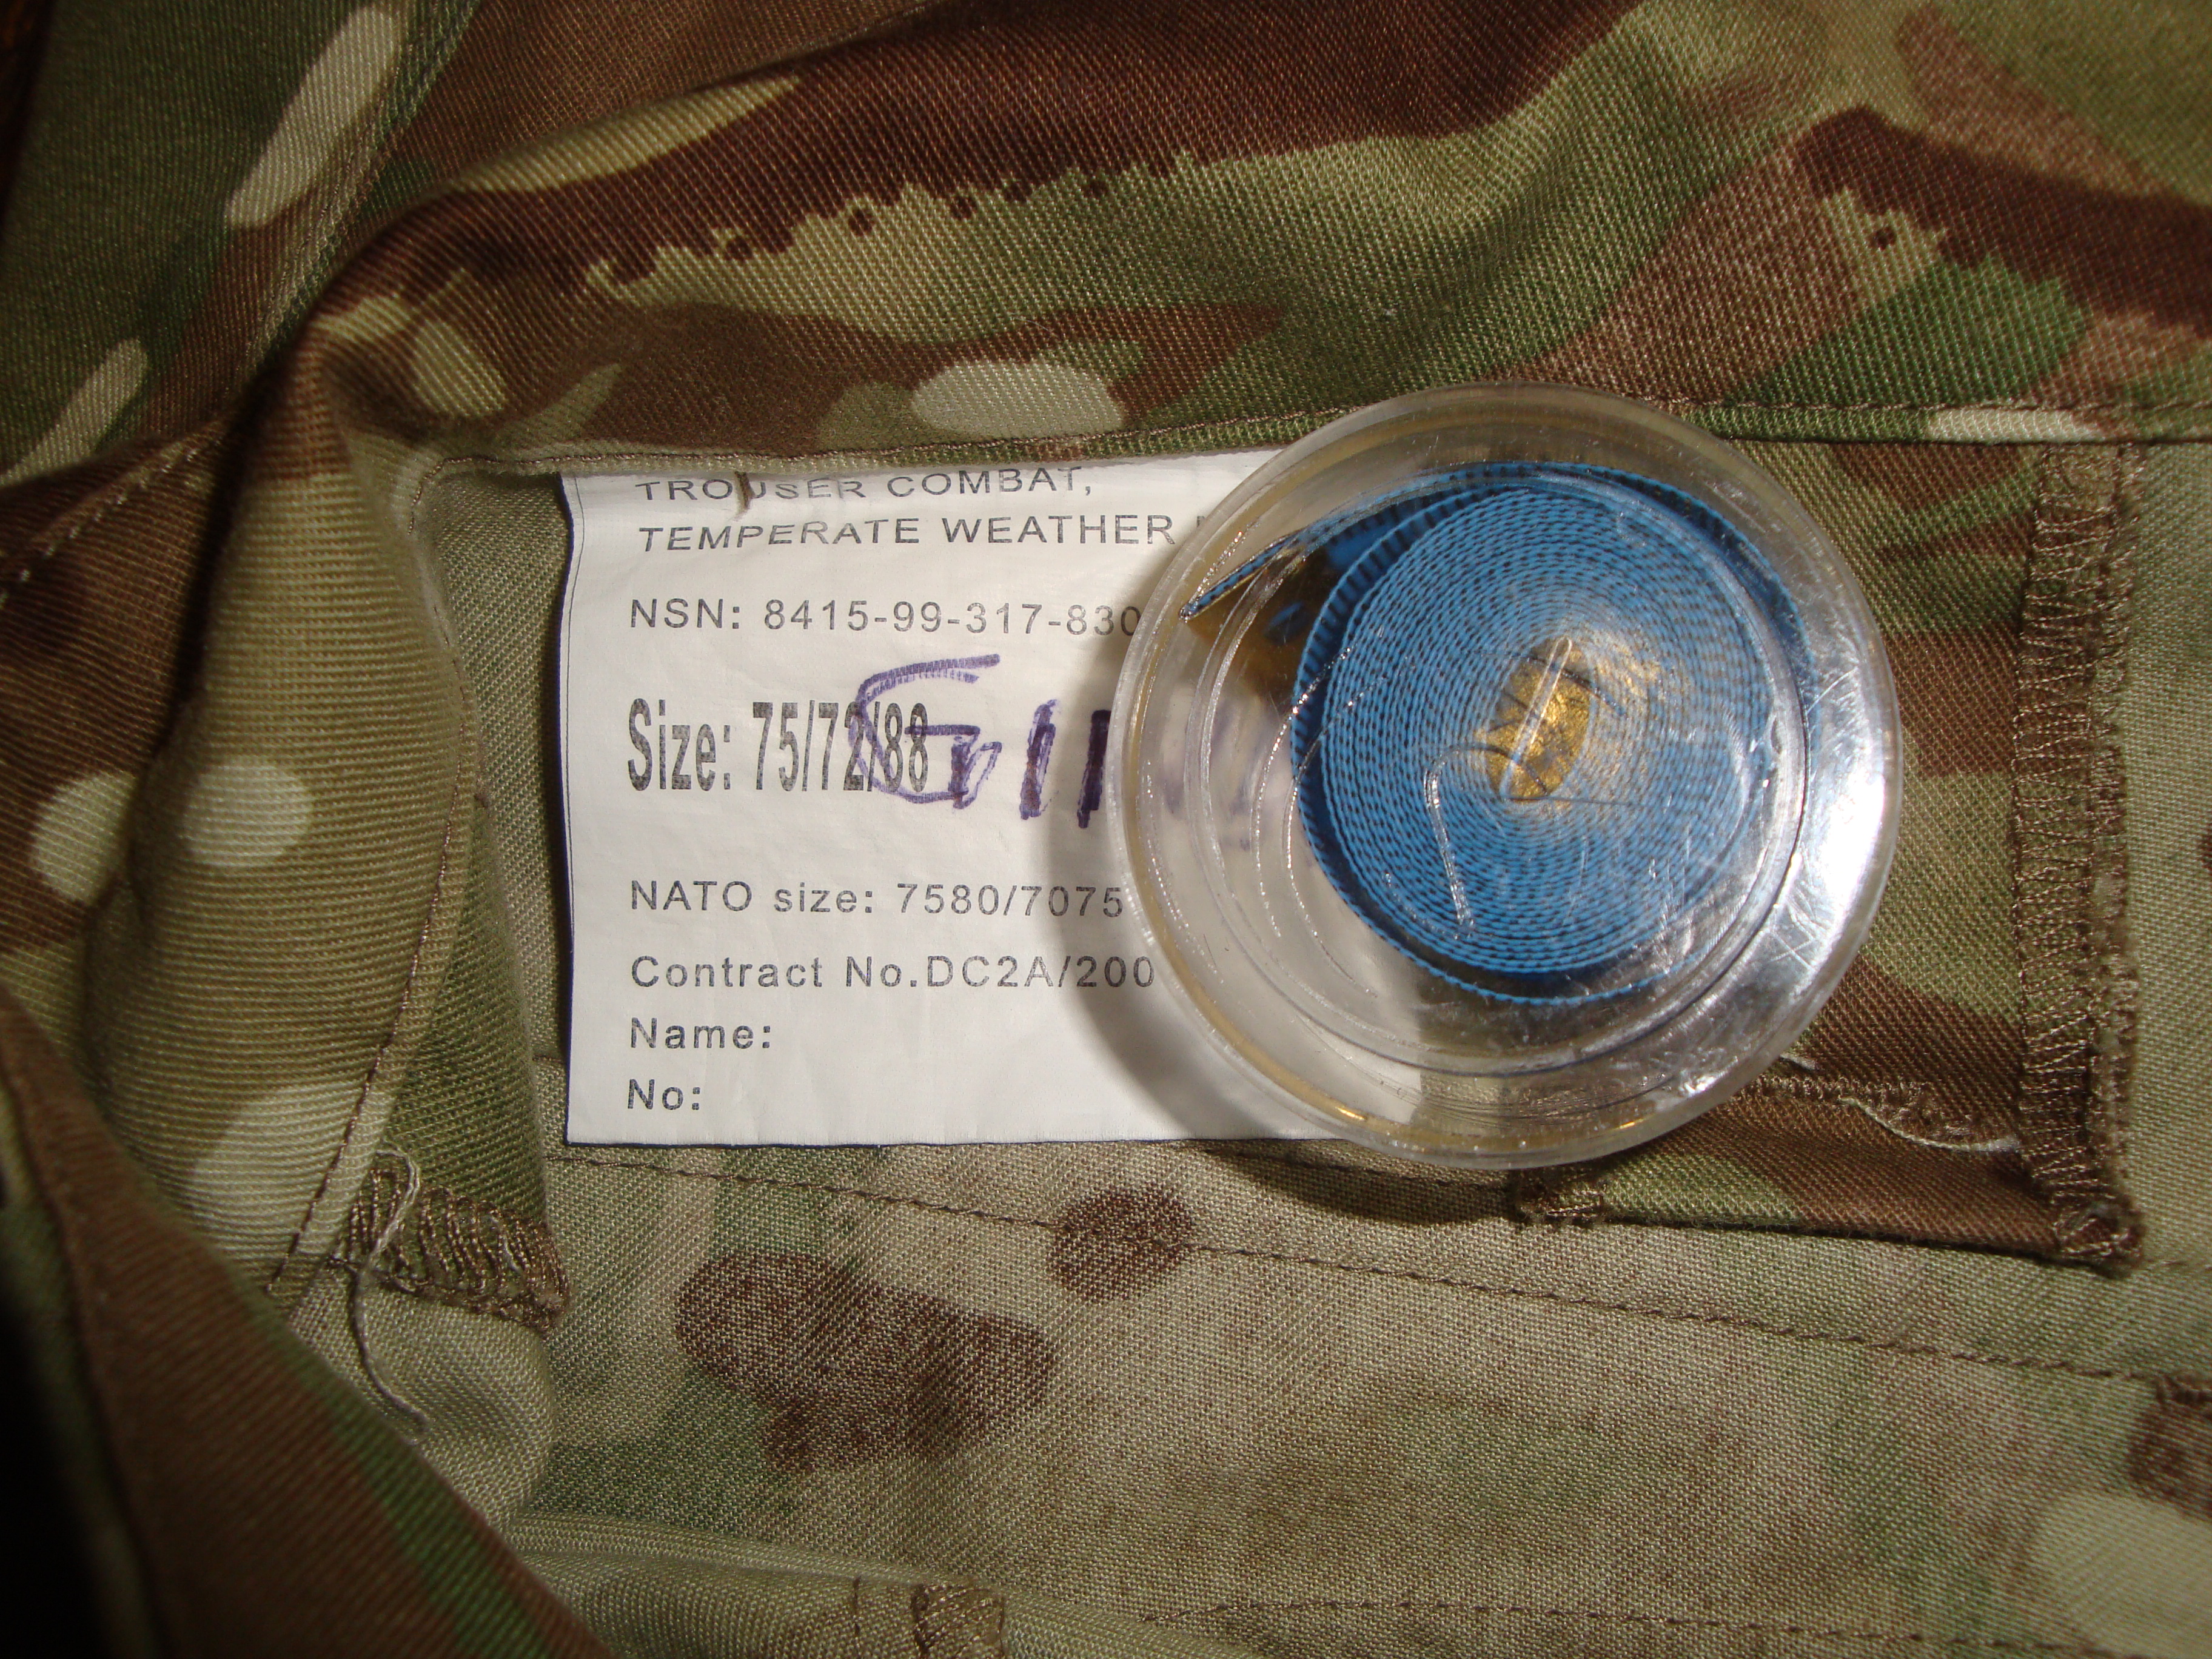 TROUSER COMBAT,
TEMPERATE WEATHER
NSN: 8415-99-317-830
Size: 75/72/88
NATO size: 7580/7075
Contract No.DC2A/200
Name:
No: